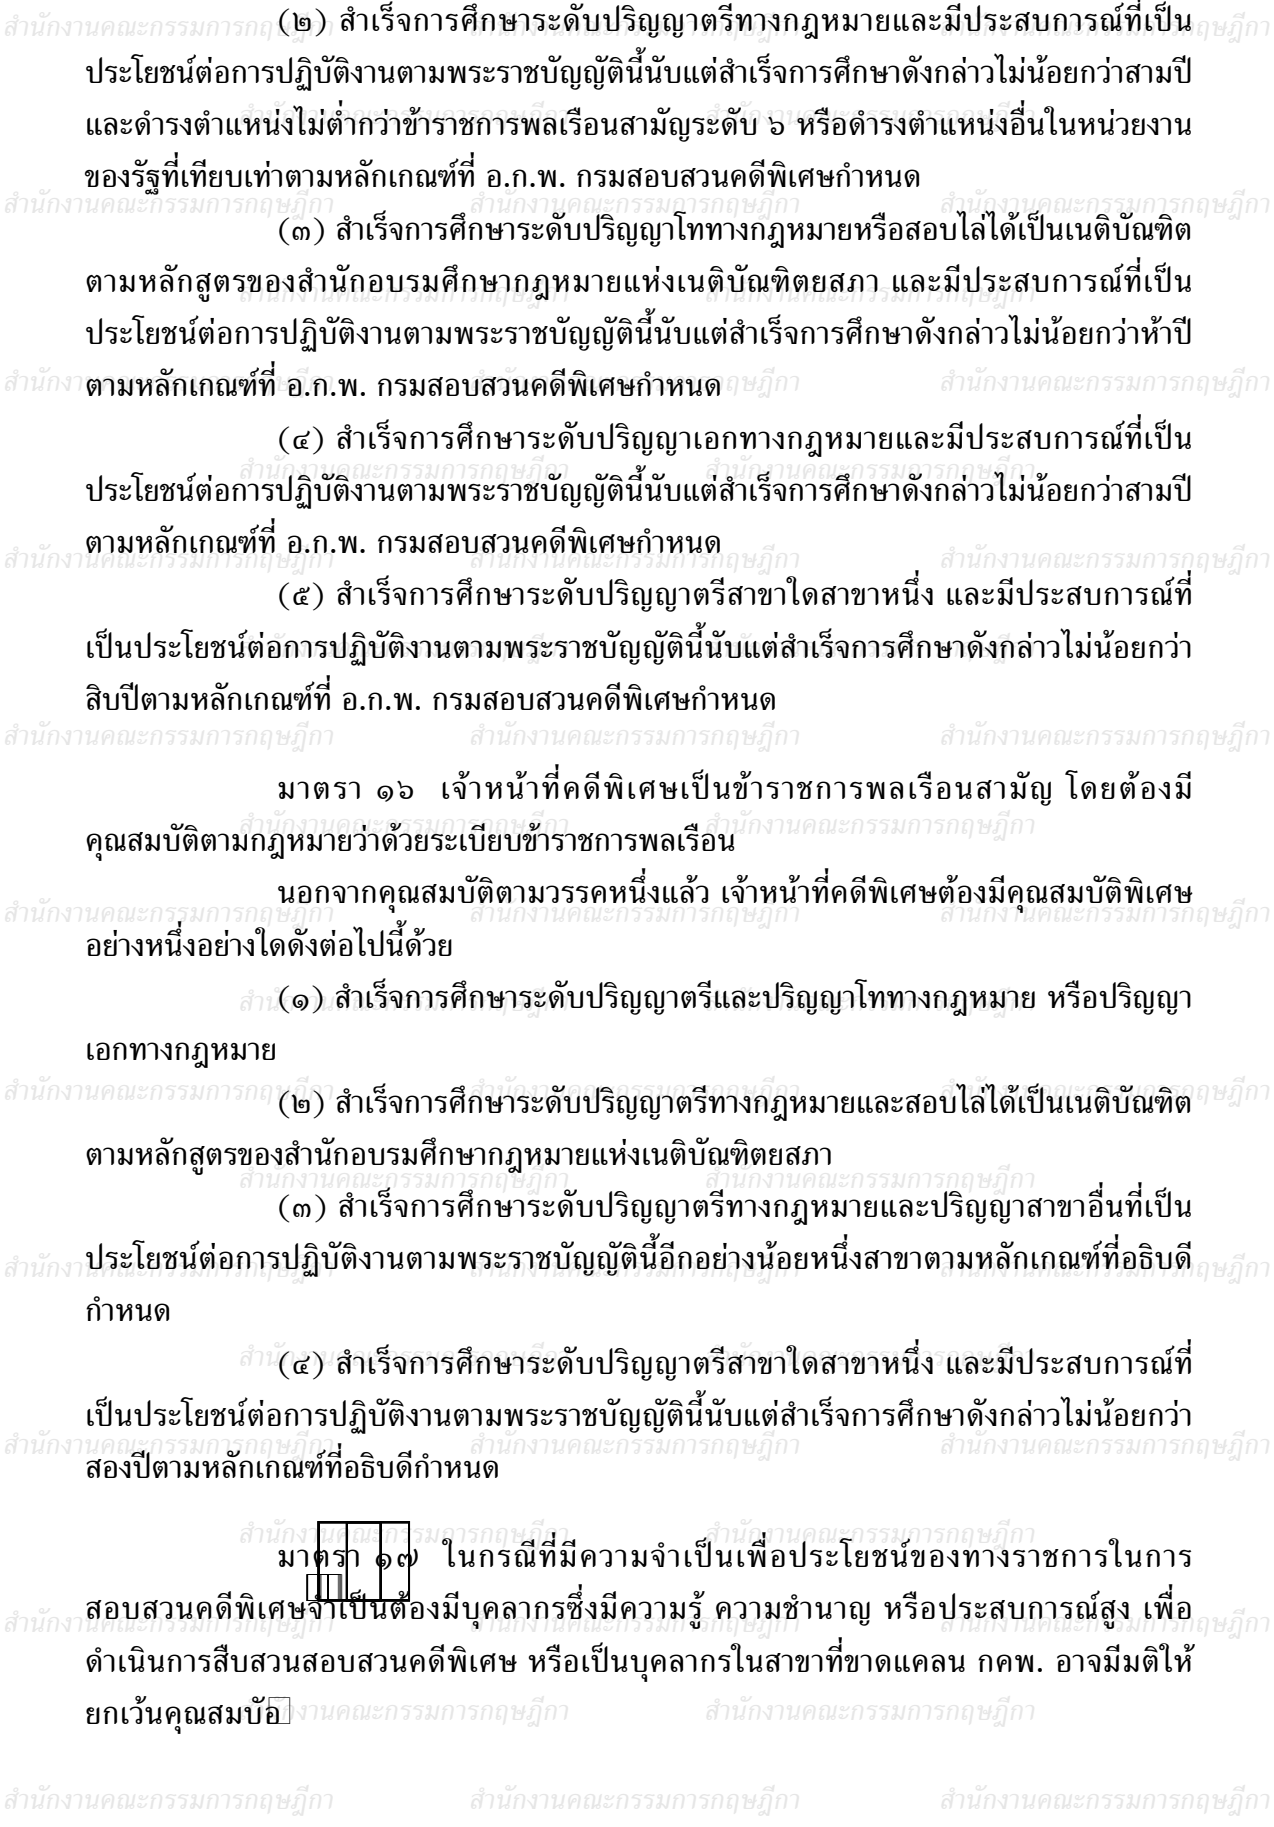 (๒) สำเร็จการศึกษาระดับปริญญาตรีทางกฎหมายและมีประสบการณ์ที่เป็น
ประโยชน์ต่อการปฏิบัติงานตามพระราชบัญญัตินี้นับแต่สำเร็จการศึกษาดังกล่าวไม่น้อยกว่าสามปี
และดำรงตำแหน่งไม่ต่ำกว่าข้าราชการพลเรือนสามัญระดับ ๖ หรือดำรงตำแหน่งอื่นในหน่วยงาน
ของรัฐที่เทียบเท่าตามหลักเกณฑ์ที่ อ.ก.พ. กรมสอบสวนคดีพิเศษกำหนด
(๓) สำเร็จการศึกษาระดับปริญญาโททางกฎหมายหรือสอบไล่ได้เป็นเนติบัณฑิต
ตามหลักสูตรของสำนักอบรมศึกษากฎหมายแห่งเนติบัณฑิตยสภา และมีประสบการณ์ที่เป็น
ประโยชน์ต่อการปฏิบัติงานตามพระราชบัญญัตินี้นับแต่สำเร็จการศึกษาดังกล่าวไม่น้อยกว่าห้าปี
ตามหลักเกณฑ์ที่ อ.ก.พ. กรมสอบสวนคดีพิเศษกำหนด
(๔) สำเร็จการศึกษาระดับปริญญาเอกทางกฎหมายและมีประสบการณ์ที่เป็น
ประโยชน์ต่อการปฏิบัติงานตามพระราชบัญญัตินี้นับแต่สำเร็จการศึกษาดังกล่าวไม่น้อยกว่าสามปี
ตามหลักเกณฑ์ที่ อ.ก.พ. กรมสอบสวนคดีพิเศษกำหนด
(๕) สำเร็จการศึกษาระดับปริญญาตรีสาขาใดสาขาหนึ่ง และมีประสบการณ์ที่
เป็นประโยชน์ต่อการปฏิบัติงานตามพระราชบัญญัตินี้นับแต่สำเร็จการศึกษาดังกล่าวไม่น้อยกว่า
สิบปีตามหลักเกณฑ์ที่ อ.ก.พ. กรมสอบสวนคดีพิเศษกำหนด
มาตรา ๑๖ เจ้าหน้าที่คดีพิเศษเป็นข้าราชการพลเรือนสามัญ โดยต้องมี
คุณสมบัติตามกฎหมายว่าด้วยระเบียบข้าราชการพลเรือน
นอกจากคุณสมบัติตามวรรคหนึ่งแล้ว เจ้าหน้าที่คดีพิเศษต้องมีคุณสมบัติพิเศษ
อย่างหนึ่งอย่างใดดังต่อไปนี้ด้วย
(๑) สำเร็จการศึกษาระดับปริญญาตรีและปริญญาโททางกฎหมาย หรือปริญญา
เอกทางกฎหมาย
(๒) สำเร็จการศึกษาระดับปริญญาตรีทางกฎหมายและสอบไล่ได้เป็นเนติบัณฑิต
ตามหลักสูตรของสำนักอบรมศึกษากฎหมายแห่งเนติบัณฑิตยสภา
(๓) สำเร็จการศึกษาระดับปริญญาตรีทางกฎหมายและปริญญาสาขาอื่นที่เป็น
ประโยชน์ต่อการปฏิบัติงานตามพระราชบัญญัตินี้อีกอย่างน้อยหนึ่งสาขาตามหลักเกณฑ์ที่อธิบดี
กำหนด
(๔) สำเร็จการศึกษาระดับปริญญาตรีสาขาใดสาขาหนึ่ง และมีประสบการณ์ที่
เป็นประโยชน์ต่อการปฏิบัติงานตามพระราชบัญญัตินี้นับแต่สำเร็จการศึกษาดังกล่าวไม่น้อยกว่า
สองปีตามหลักเกณฑ์ที่อธิบดีกำหนด
มาตรา ๑๗ ในกรณีที่มีความจำเป็นเพื่อประโยชน์ของทางราชการในการ
สอบสวนคดีพิเศษจำเป็นต้องมีบุคลากรซึ่งมีความรู้ ความชำนาญ หรือประสบการณ์สูง เพื่อ
ดำเนินการสืบสวนสอบสวนคดีพิเศษ หรือเป็นบุคลากรในสาขาที่ขาดแคลน กคพ. อาจมีมติให้
ยกเว้นคุณสมบัอ